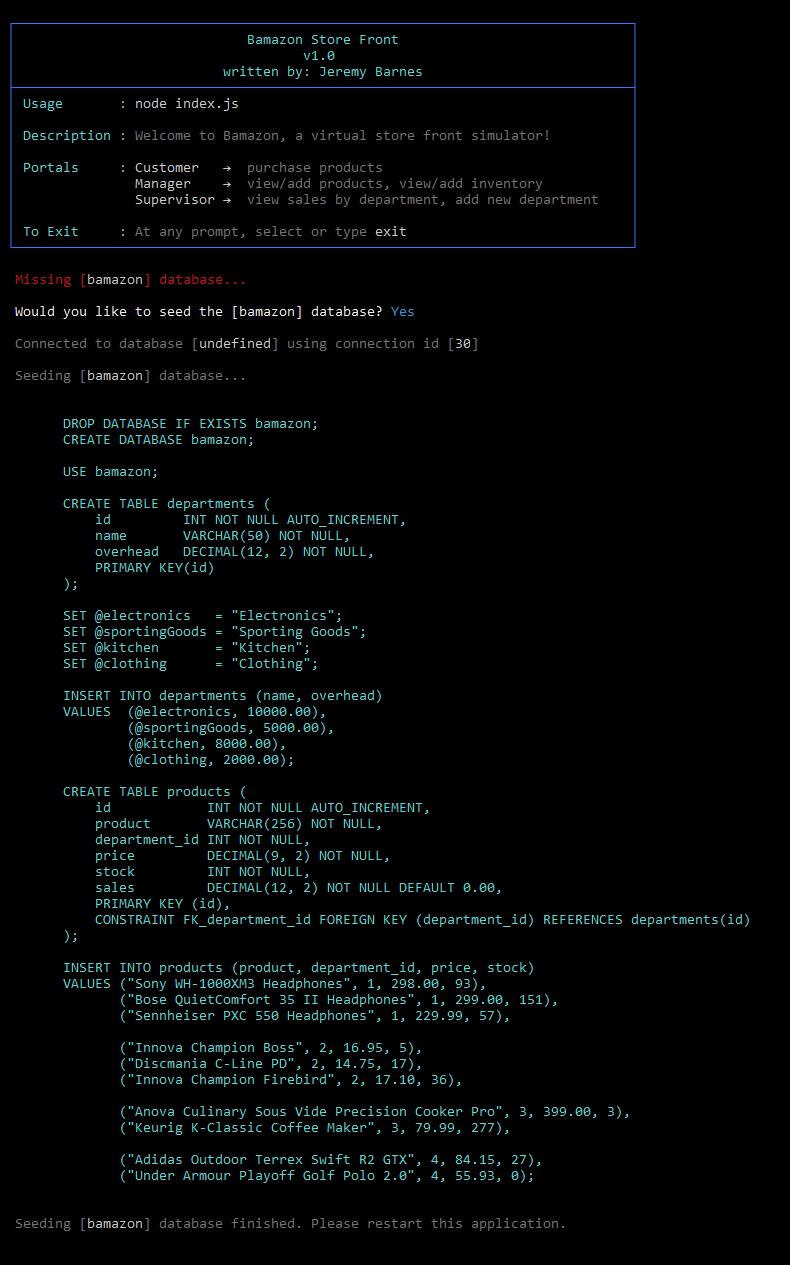 Bamazon Store Front
v1.0
written by: Jeremy Barnes
Usage       : node index.js
Description : Welcome to Bamazon, a virtual store front simulator!
Portals     : Customer   →  purchase products
              Manager    →  view/add products, view/add inventory
              Supervisor →  view sales by department, add new department
To Exit     : At any prompt, select or type exit
Missing [bamazon] database...
Would you like to seed the [bamazon] database? Yes
Connected to database [undefined] using connection id [30]
Seeding [bamazon] database...
DROP DATABASE IF EXISTS bamazon;
CREATE DATABASE bamazon;
USE bamazon;
CREATE TABLE departments (
    id         INT NOT NULL AUTO_INCREMENT,
    name       VARCHAR(50) NOT NULL,
    overhead   DECIMAL(12, 2) NOT NULL,
    PRIMARY KEY(id)
);
SET @electronics   = "Electronics";
SET @sportingGoods = "Sporting Goods";
SET @kitchen       = "Kitchen";
SET @clothing      = "Clothing";
INSERT INTO departments (name, overhead)
VALUES  (@electronics, 10000.00),
        (@sportingGoods, 5000.00),
        (@kitchen, 8000.00),
        (@clothing, 2000.00);
CREATE TABLE products (
    id            INT NOT NULL AUTO_INCREMENT,
    product       VARCHAR(256) NOT NULL,
    department_id INT NOT NULL,
    price         DECIMAL(9, 2) NOT NULL,
    stock         INT NOT NULL,
    sales         DECIMAL(12, 2) NOT NULL DEFAULT 0.00,
    PRIMARY KEY (id),
    CONSTRAINT FK_department_id FOREIGN KEY (department_id) REFERENCES departments(id)
);
INSERT INTO products (product, department_id, price, stock)
VALUES ("Sony WH-1000XM3 Headphones", 1, 298.00, 93),
       ("Bose QuietComfort 35 II Headphones", 1, 299.00, 151),
       ("Sennheiser PXC 550 Headphones", 1, 229.99, 57),
       ("Innova Champion Boss", 2, 16.95, 5),
       ("Discmania C-Line PD", 2, 14.75, 17),
       ("Innova Champion Firebird", 2, 17.10, 36),
       ("Anova Culinary Sous Vide Precision Cooker Pro", 3, 399.00, 3),
       ("Keurig K-Classic Coffee Maker", 3, 79.99, 277),
       ("Adidas Outdoor Terrex Swift R2 GTX", 4, 84.15, 27),
       ("Under Armour Playoff Golf Polo 2.0", 4, 55.93, 0);
Seeding [bamazon] database finished. Please restart this application.